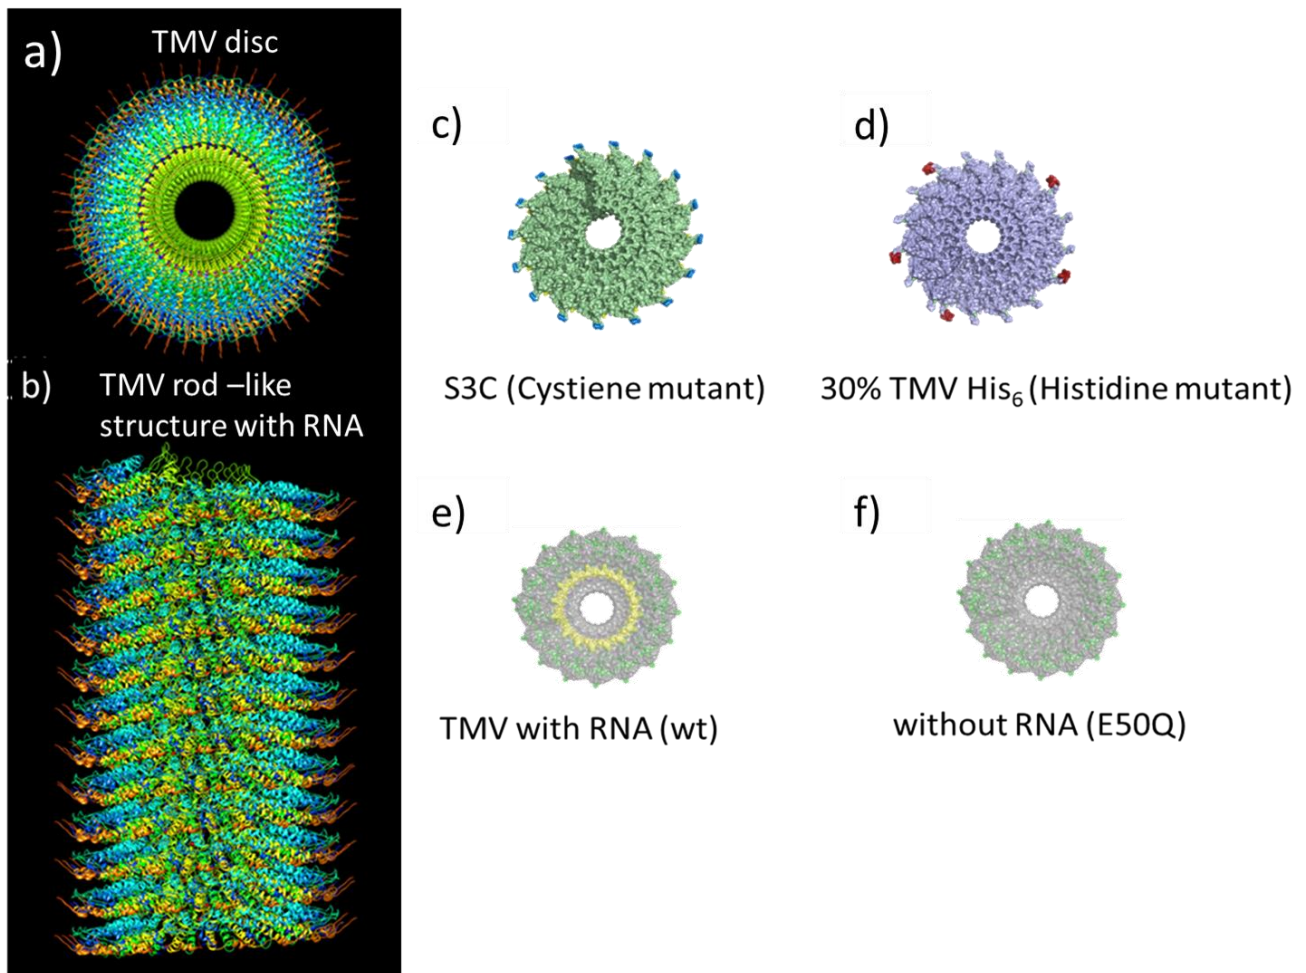 a)
TMV disc
b)
TMV rod –like
structure with RNA
c)
S3C (Cystiene mutant)
d)
30% TMV His₆ (Histidine mutant)
e)
TMV with RNA (wt)
f)
without RNA (E50Q)